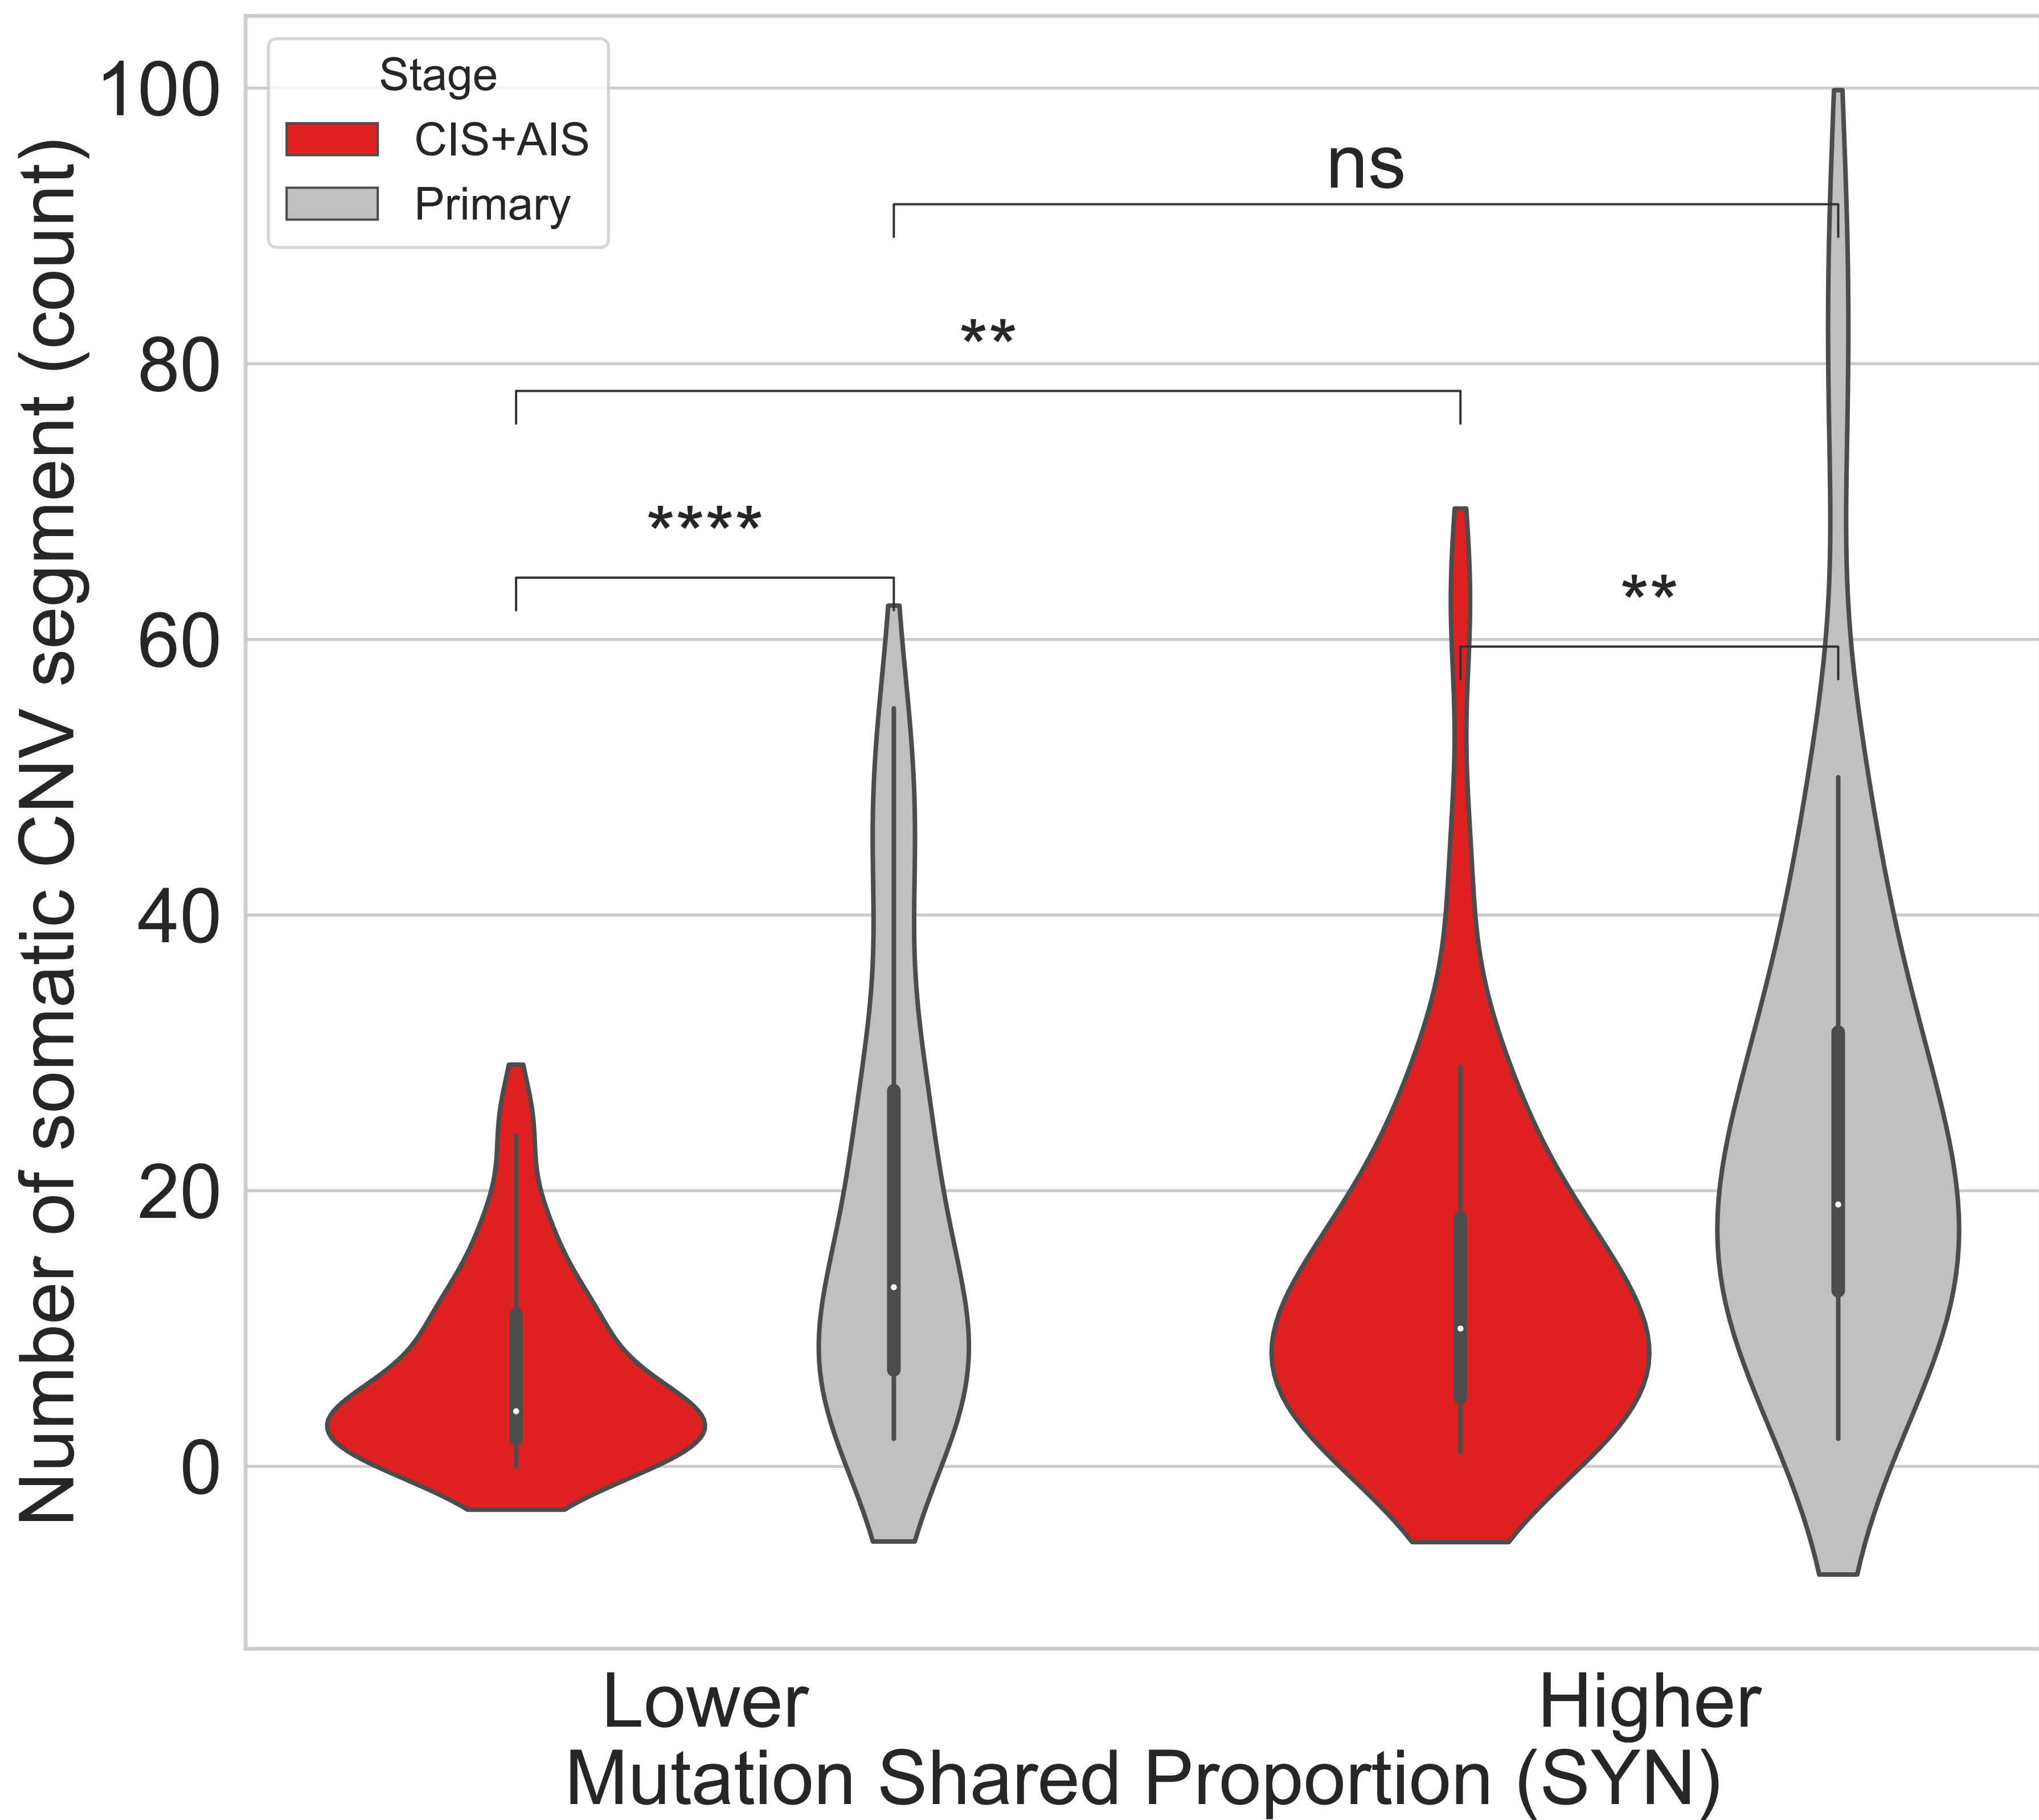 Number of somatic CNV segment (count)
100
80
60
40
20
0
Stage
CIS+AIS
Primary
ns
**
****
**
Lower
Higher
Mutation Shared Proportion (SYN)